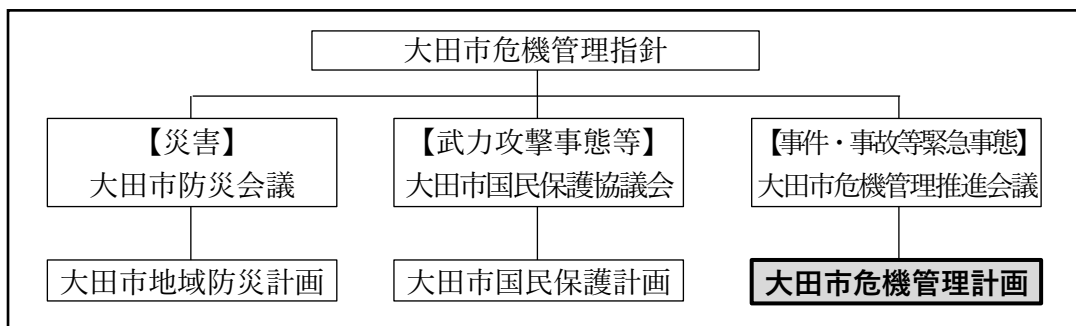 大田市危機管理指針
【災害】
大田市防災会議
【武力攻撃事態等】
大田市国民保護協議会
【事件・事故等緊急事態】
大田市危機管理推進会議
大田市地域防災計画
大田市国民保護計画
大田市危機管理計画